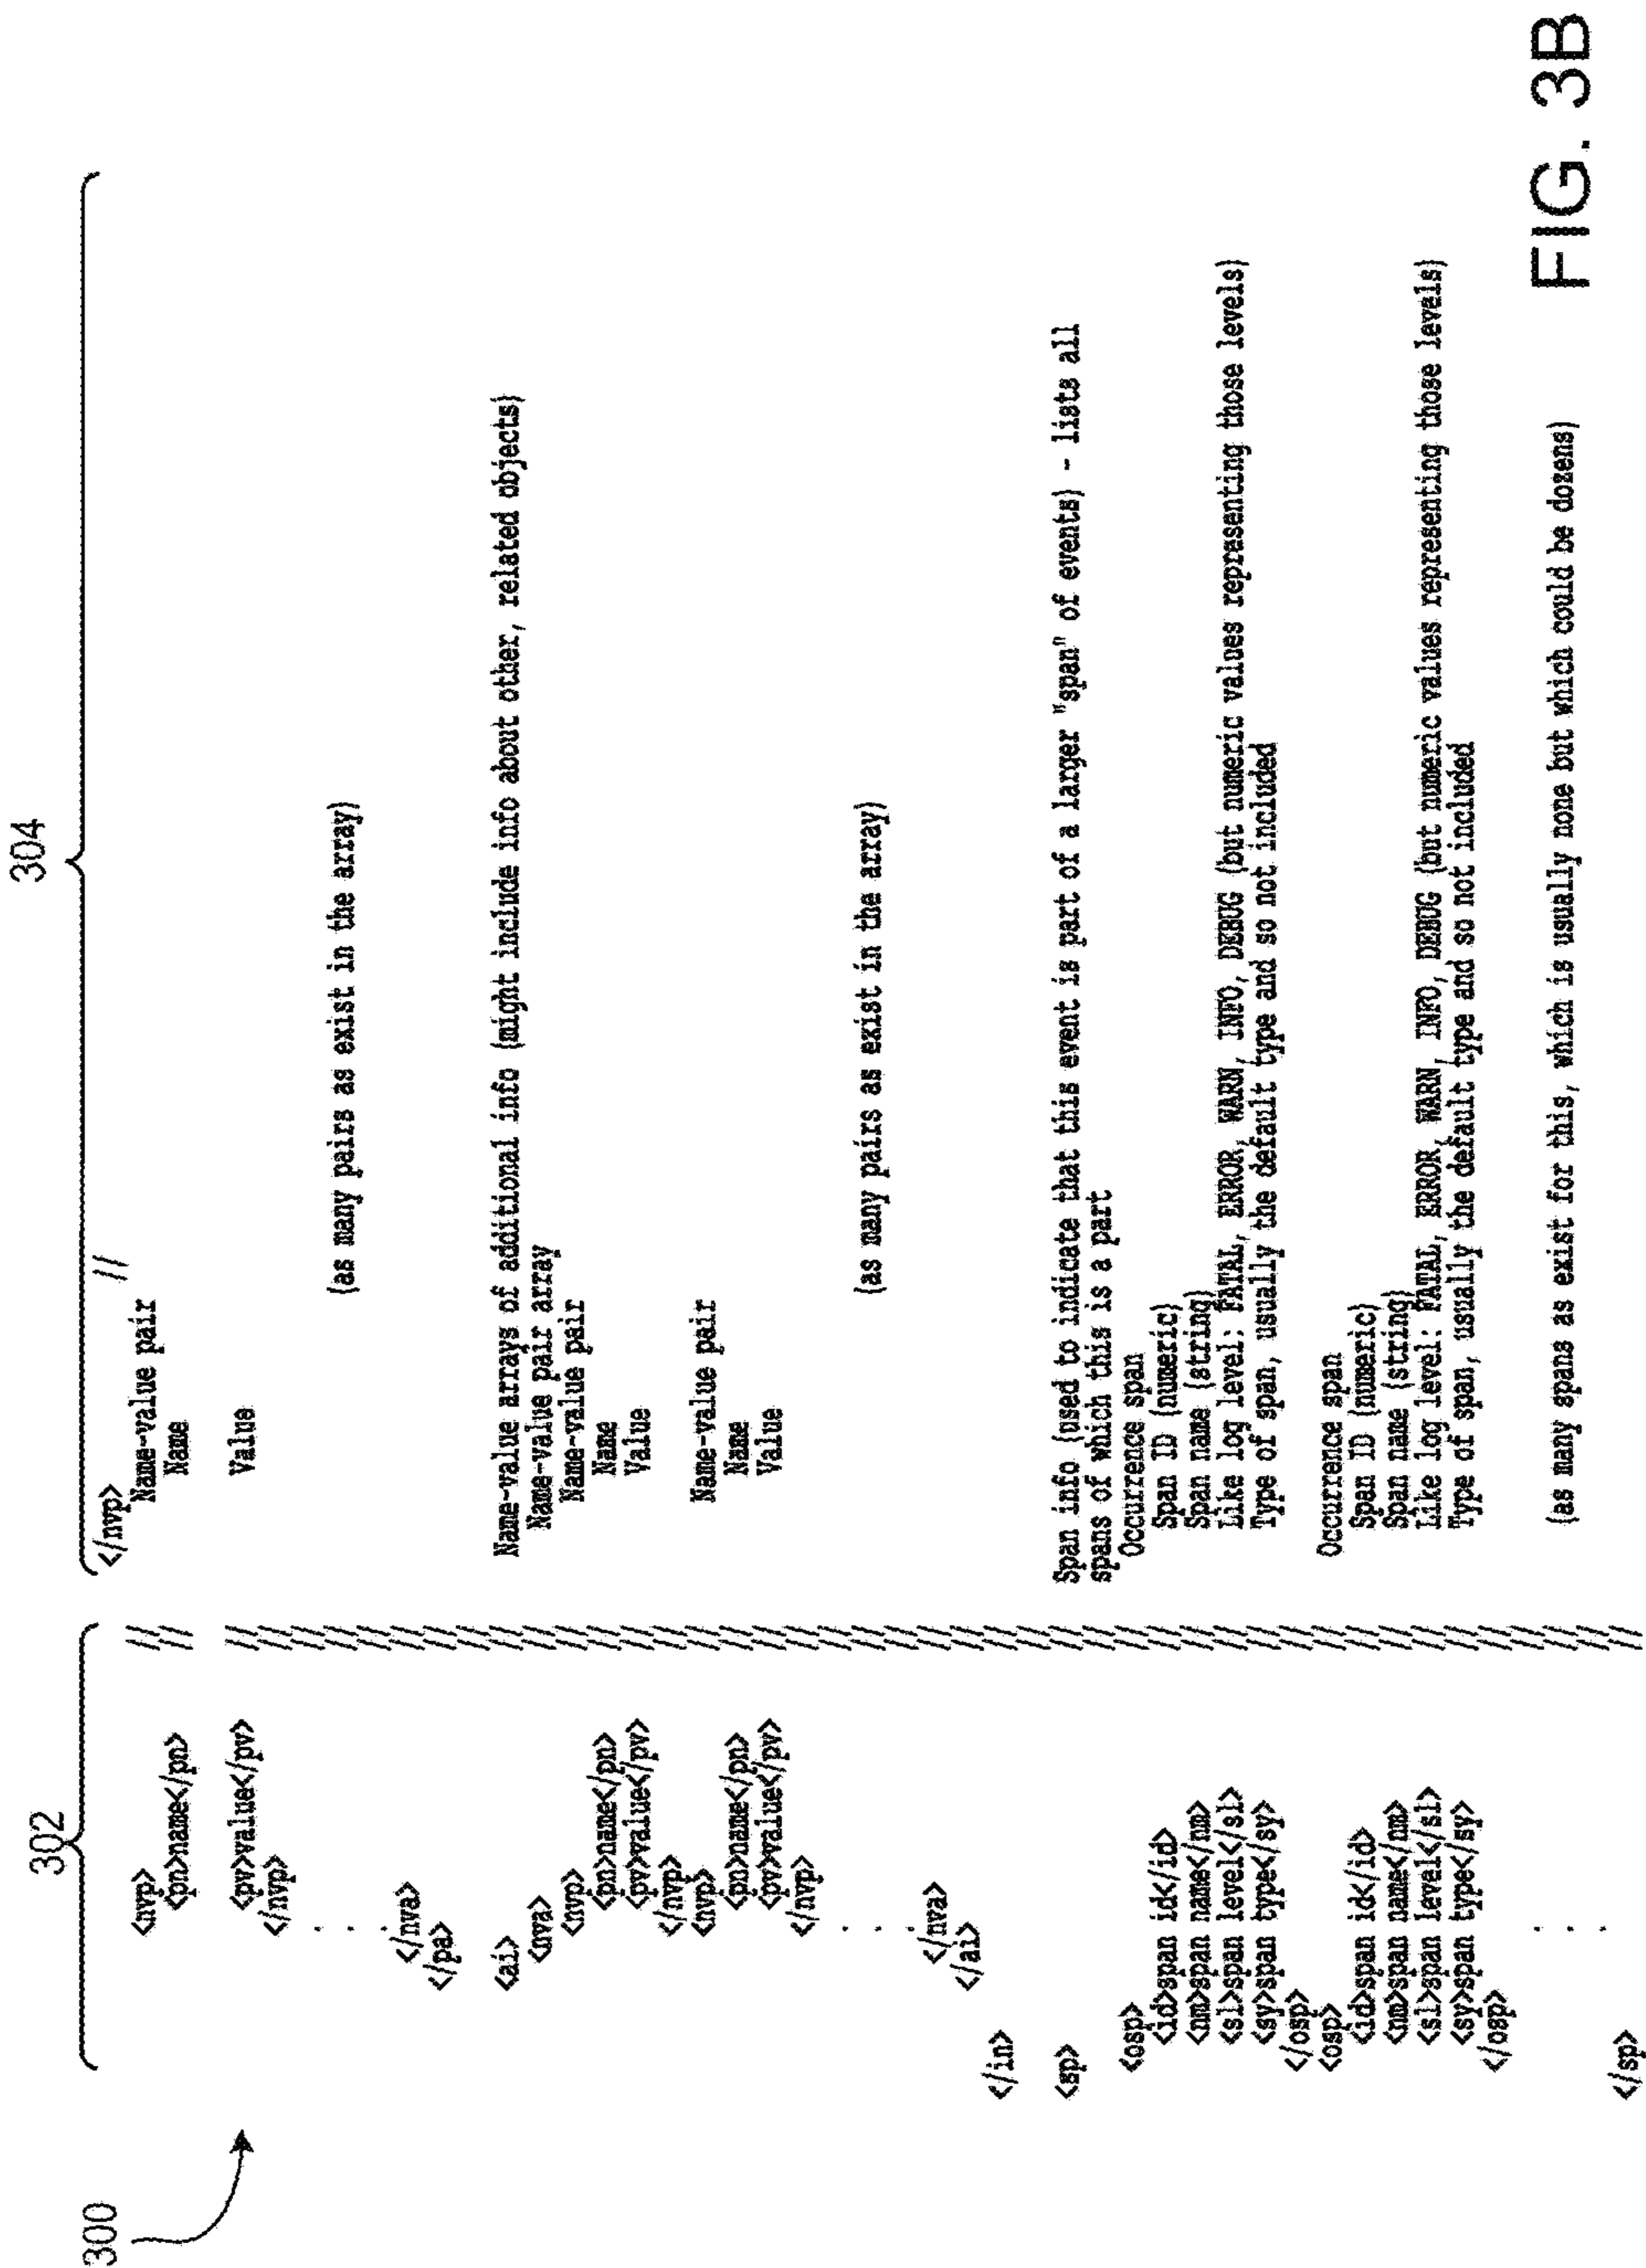 300
302
304
</nvp> //
<nvp> // Name-value pair
<pn>name</pn> // Name
<pv>value</pv> // Value
</nvp> //
. //
. // (as many pairs as exist in the array)
. //
</nva> //
</pa> //
//
<ai> // Name-value arrays of additional info (might include info about other, related objects)
<nva> // Name-value pair array
<nvp> // Name-value pair
<pn>name</pn> // Name
<pv>value</pv> // Value
</nvp> //
<nvp> // Name-value pair
<pn>name</pn> // Name
<pv>value</pv> // Value
</nvp> //
. //
. // (as many pairs as exist in the array)
. //
</nva> //
</ai> //
</in> //
//
<sp> // Span info (used to indicate that this event is part of a larger "span" of events) - lists all
// spans of which this is a part
<osp> // Occurrence span
<id>span id</id> // Span ID (numeric)
<nm>span name</nm> // Span name (string)
<sl>span level</sl> // Like log level: FATAL, ERROR, WARN, INFO, DEBUG (but numeric values representing those levels)
<sy>span type</sy> // Type of span, usually the default type and so not included
</osp> //
<osp> // Occurrence span
<id>span id</id> // Span ID (numeric)
<nm>span name</nm> // Span name (string)
<sl>span level</sl> // Like log level: FATAL, ERROR, WARN, INFO, DEBUG (but numeric values representing those levels)
<sy>span type</sy> // Type of span, usually the default type and so not included
</osp> //
. //
. // (as many spans as exist for this, which is usually none but which could be dozens)
. //
</sp> //
FIG. 3B